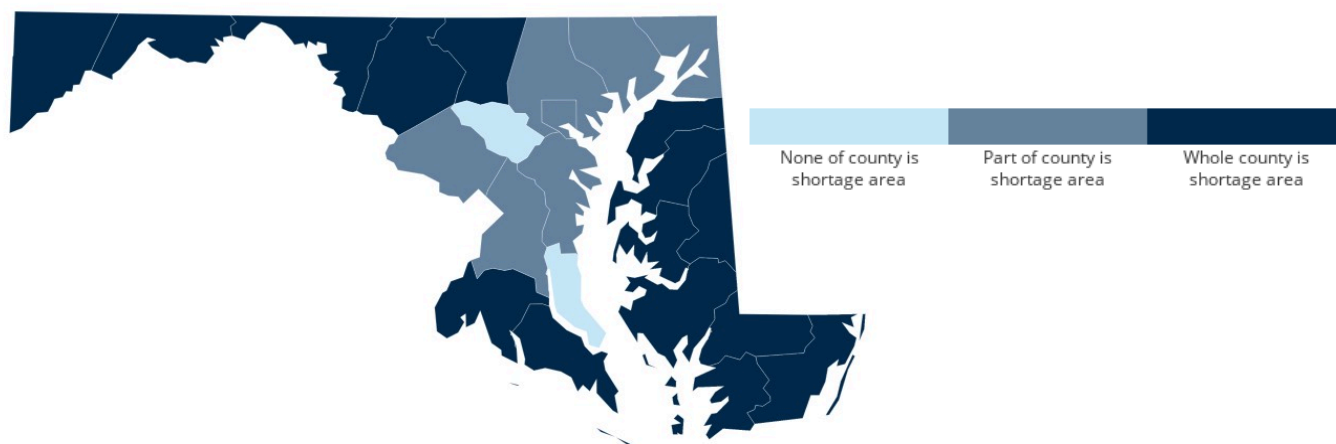 None of county is
shortage area
Part of county is
shortage area
Whole county is
shortage area